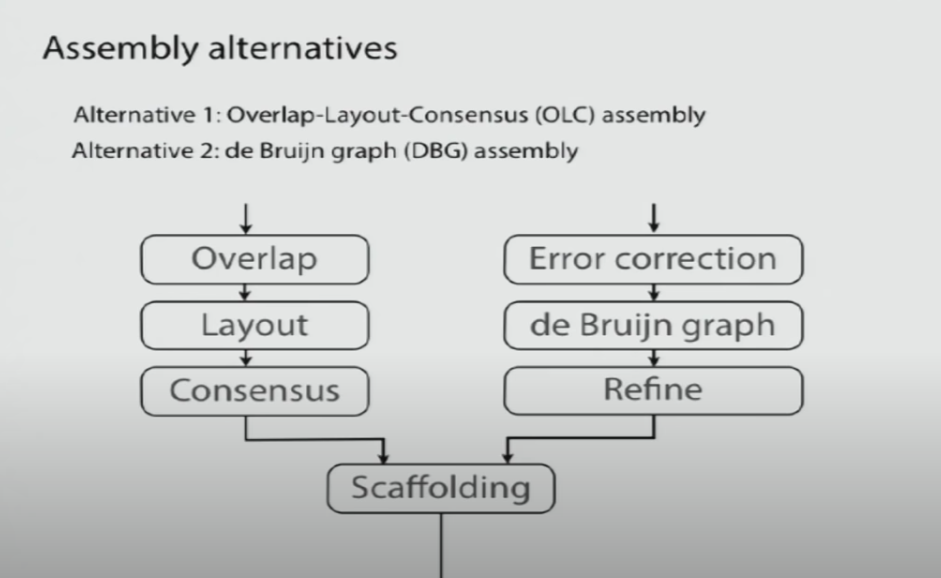 Assembly alternatives
Alternative 1: Overlap-Layout-Consensus (OLC) assembly
Alternative 2: de Bruijn graph (DBG) assembly
Overlap
Layout
Consensus
Error correction
de Bruijn graph
Refine
Scaffolding